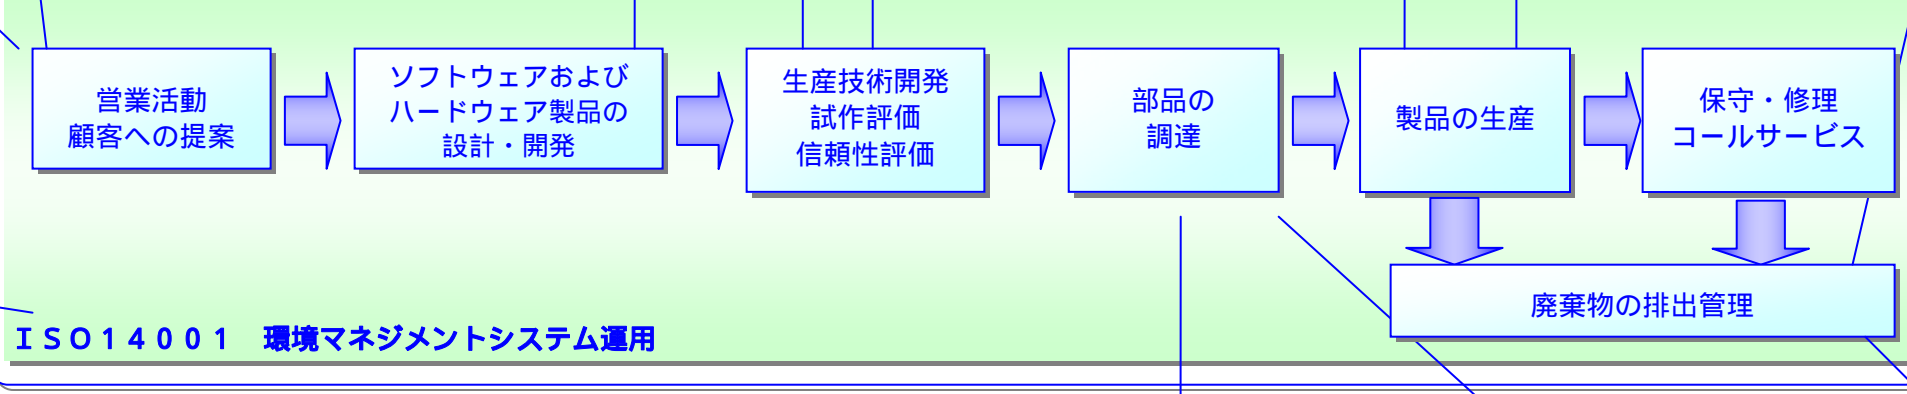 営業活動
顧客への提案
ソフトウェアおよび
ハードウェア製品の
設計・開発
生産技術開発
試作評価
信頼性評価
部品の
調達
製品の生産
保守・修理
コールサービス
廃棄物の排出管理
ＩＳＯ１４００１　環境マネジメントシステム運用